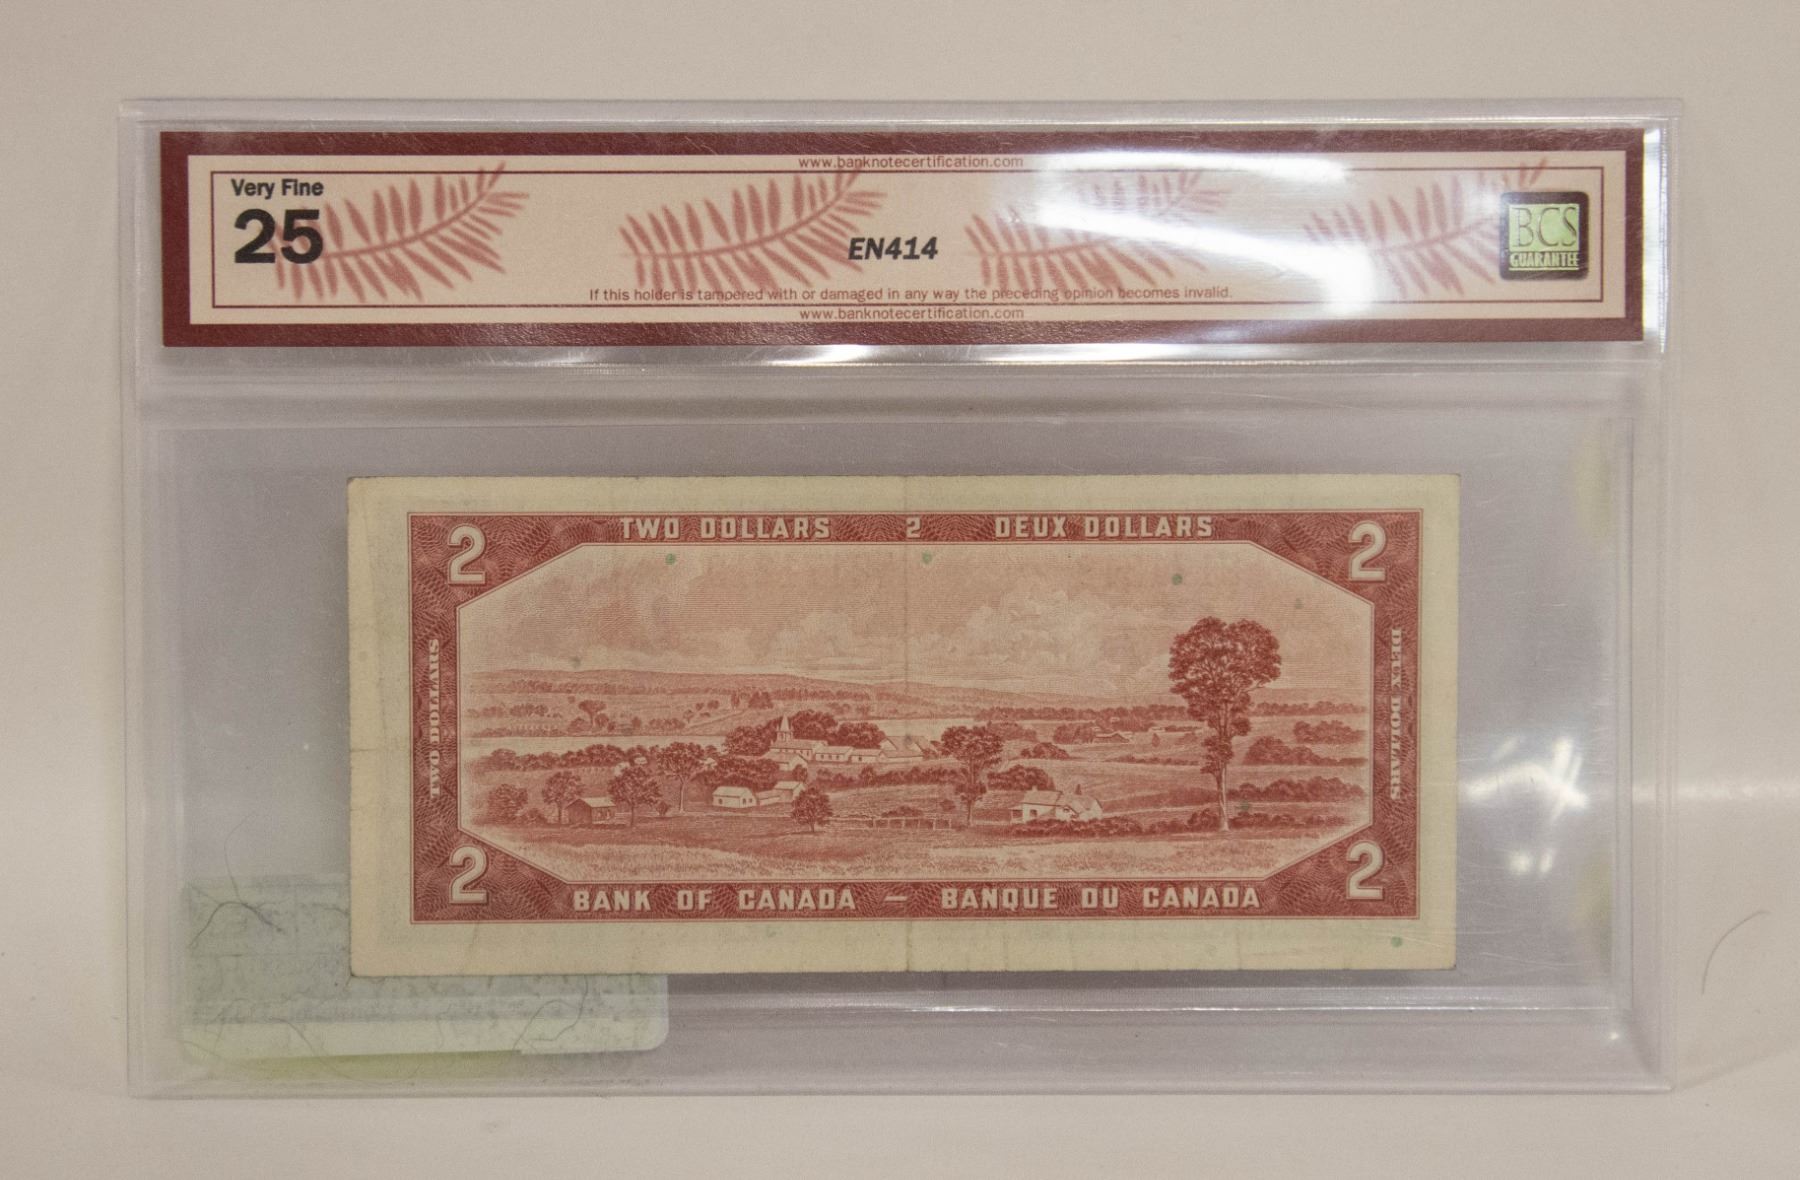 www.banknotecertification.com
Very Fine
25
EN414
BCS
GUARANTEE
If this holder is tampered with or damaged in any way the preceding opinion becomes invalid.
www.banknotecertification.com
2 TWO DOLLARS 2 DEUX DOLLARS 2
TWO DOLLARS
DEUX DOLLARS
2 BANK OF CANADA — BANQUE DU CANADA 2